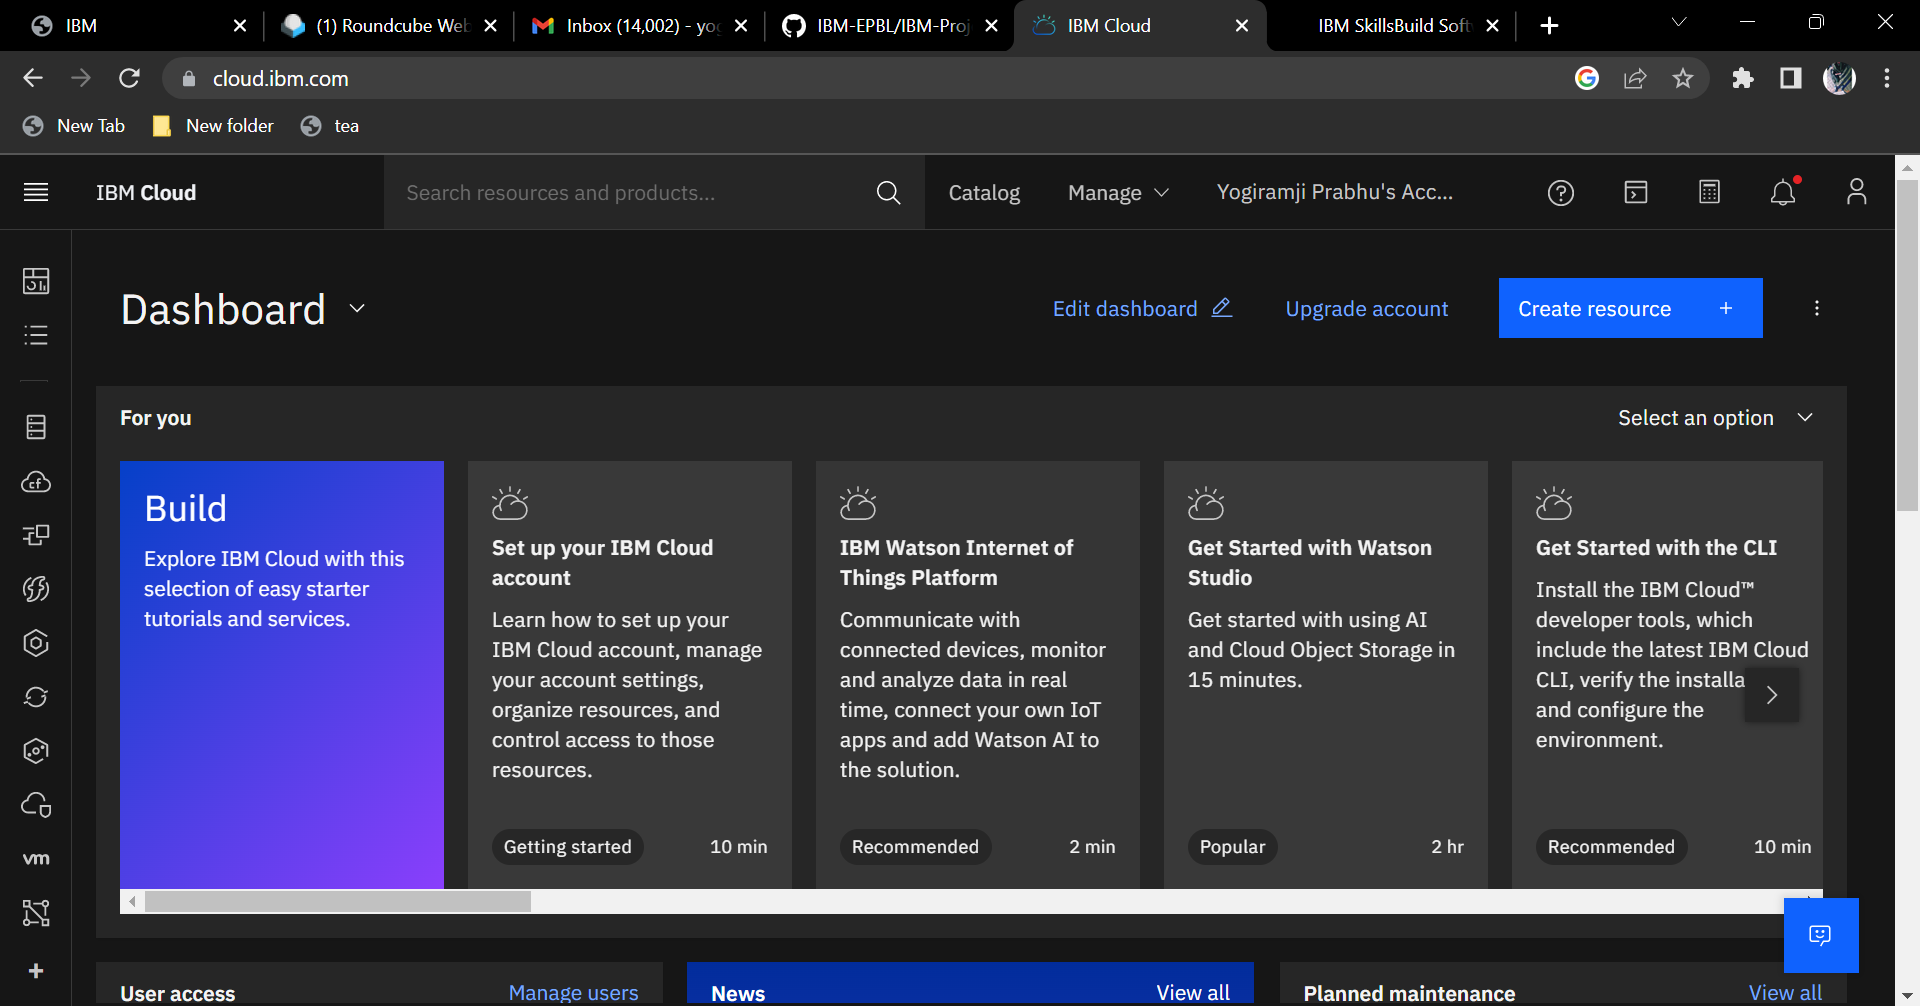 IBM
(1) Roundcube Web
Inbox (14,002) - yog
IBM-EPBL/IBM-Proj
IBM Cloud
IBM SkillsBuild Soft
cloud.ibm.com
New Tab
New folder
tea
IBM Cloud
Search resources and products...
Catalog
Manage
Yogiramji Prabhu's Acc...
Dashboard
Edit dashboard
Upgrade account
Create resource +
For you
Select an option
Build
Explore IBM Cloud with this
selection of easy starter
tutorials and services.
Set up your IBM Cloud
account
Learn how to set up your
IBM Cloud account, manage
your account settings,
organize resources, and
control access to those
resources.
Getting started
10 min
IBM Watson Internet of
Things Platform
Communicate with
connected devices, monitor
and analyze data in real
time, connect your own IoT
apps and add Watson AI to
the solution.
Recommended
2 min
Get Started with Watson
Studio
Get started with using AI
and Cloud Object Storage in
15 minutes.
Popular
2 hr
Get Started with the CLI
Install the IBM Cloud™
developer tools, which
include the latest IBM Cloud
CLI, verify the installa
and configure the
environment.
Recommended
10 min
cf
vm
User access
Manage users
News
View all
Planned maintenance
View all